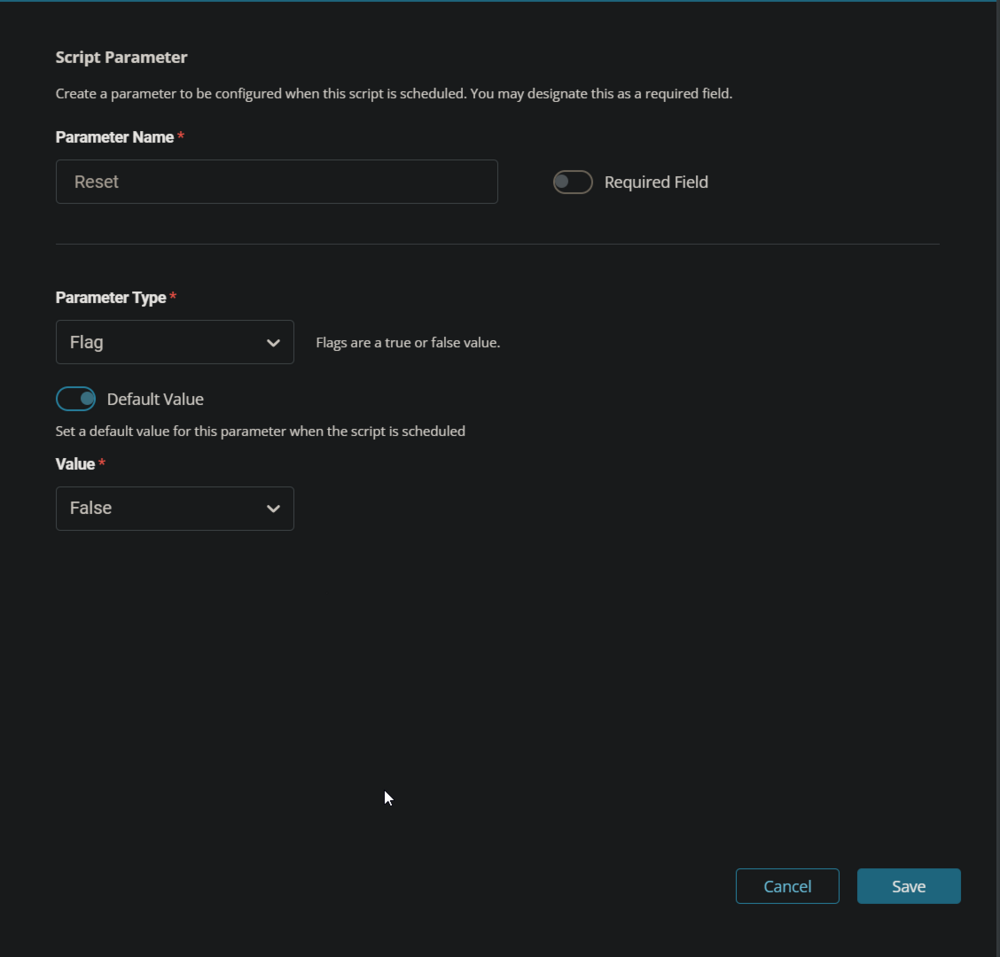 Script Parameter
Create a parameter to be configured when this script is scheduled. You may designate this as a required field.
Parameter Name *
Reset
Required Field
Parameter Type *
Flag
Flags are a true or false value.
Default Value
Set a default value for this parameter when the script is scheduled
Value *
False
Cancel
Save